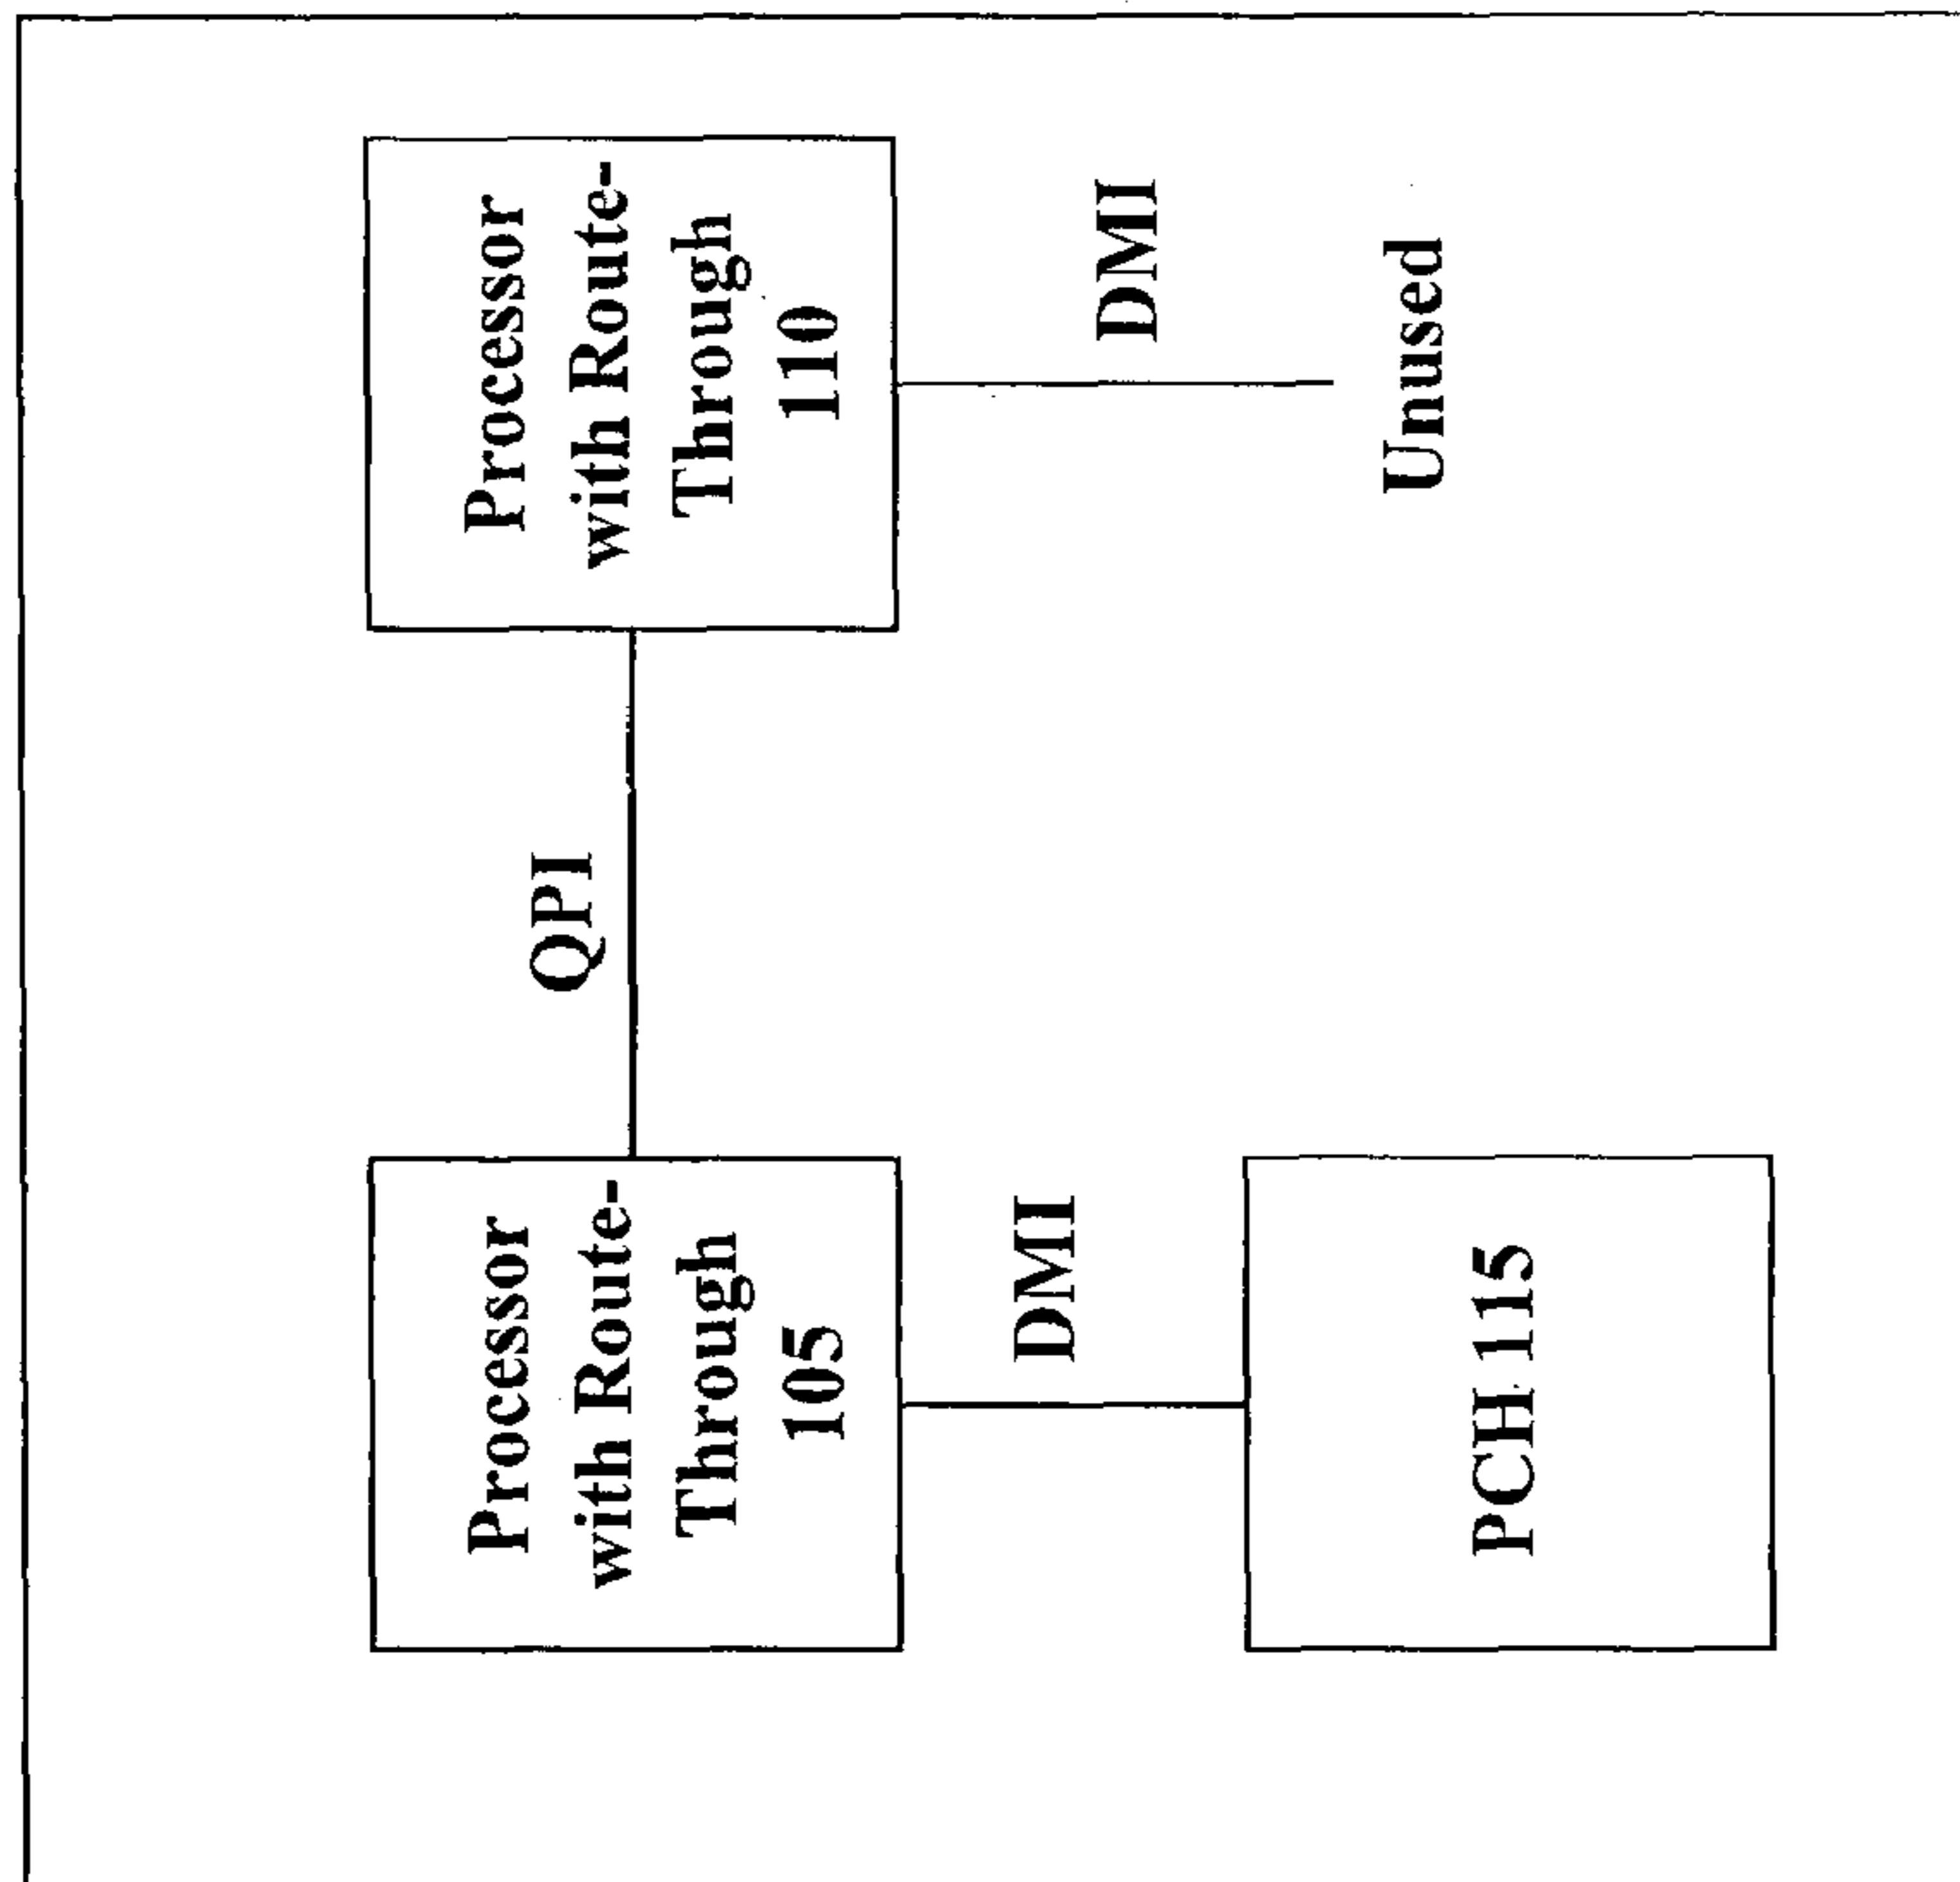 Processor
with Route-
Through
105
QPI
Processor
with Route-
Through
110
DMI
DMI
PCH 115
Unused